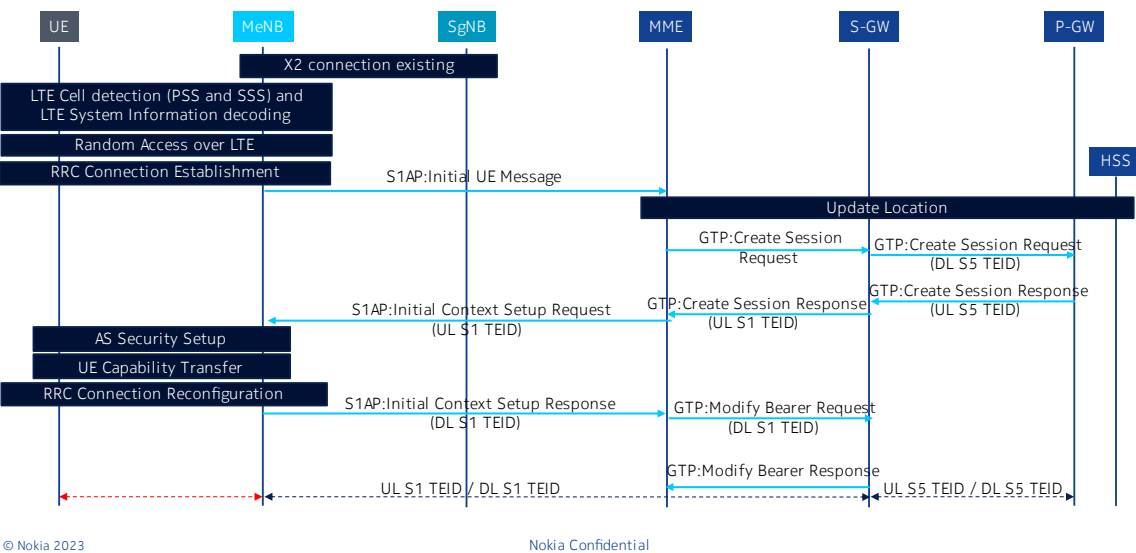 UE
MeNB
SgNB
MME
S-GW
P-GW
X2 connection existing
LTE Cell detection (PSS and SSS) and
LTE System Information decoding
Random Access over LTE
HSS
RRC Connection Establishment
S1AP:Initial UE Message
Update Location
GTP:Create Session
Request
GTP:Create Session Request
(DL S5 TEID)
GTP:Create Session Response
(UL S5 TEID)
GTP:Create Session Response
(UL S1 TEID)
S1AP:Initial Context Setup Request
(UL S1 TEID)
AS Security Setup
UE Capability Transfer
RRC Connection Reconfiguration
S1AP:Initial Context Setup Response
(DL S1 TEID)
GTP:Modify Bearer Request
(DL S1 TEID)
GTP:Modify Bearer Response
UL S1 TEID / DL S1 TEID
UL S5 TEID / DL S5 TEID
© Nokia 2023
Nokia Confidential